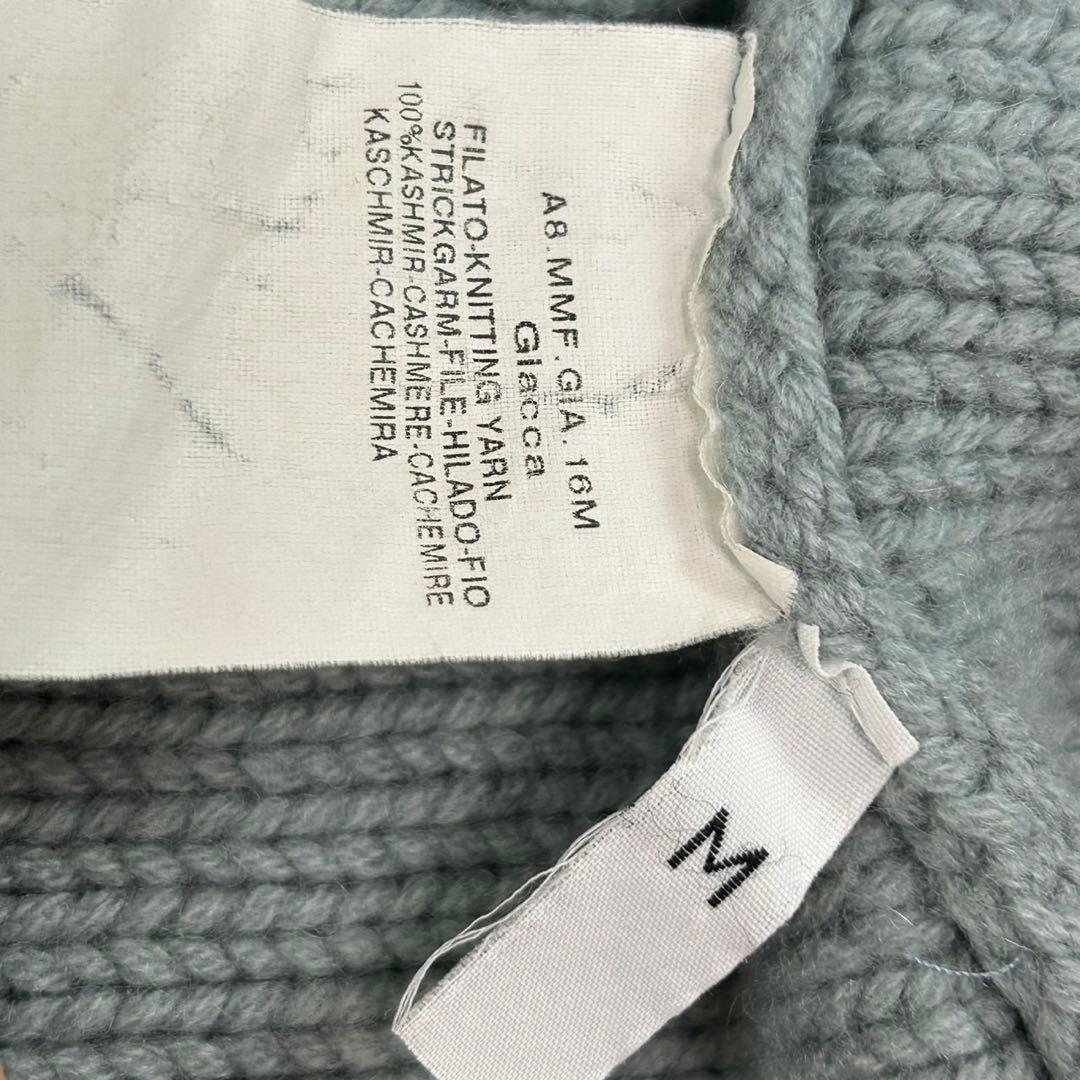 A8.MMF.GIA.16M
Giacca
FILATO-KNITTING YARN
STRICKGARM-FILE-HILADO-FIO
100%KASHMIR-CASHMERE-CACHEMIRE
KASCHMIR-CACHEMIRA
M